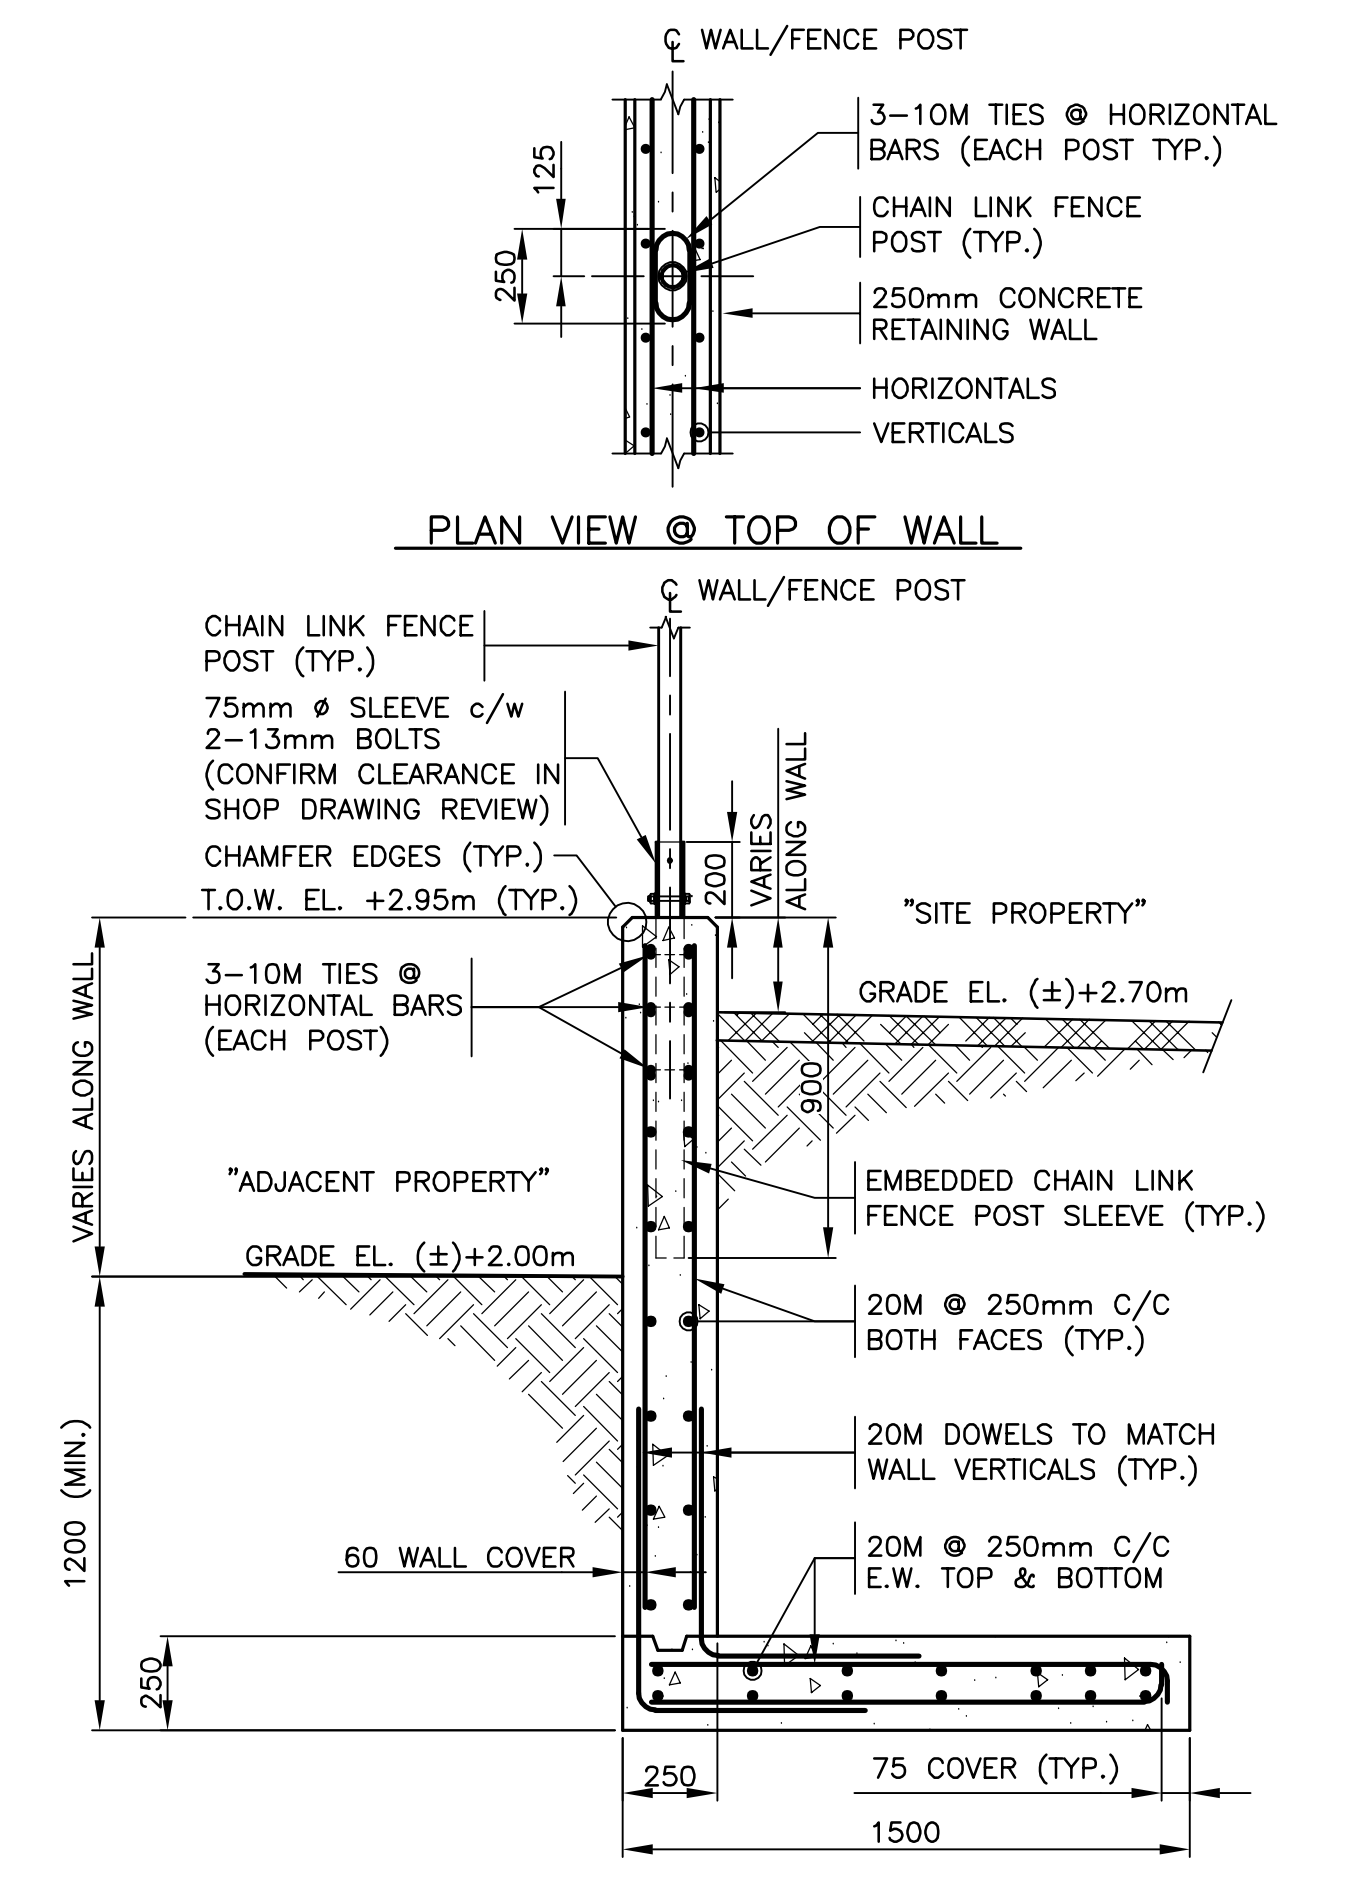 ℄ WALL/FENCE POST
3-10M TIES @ HORIZONTAL
BARS (EACH POST TYP.)
125
CHAIN LINK FENCE
POST (TYP.)
250
250mm CONCRETE
RETAINING WALL
HORIZONTALS
VERTICALS
PLAN VIEW @ TOP OF WALL
℄ WALL/FENCE POST
CHAIN LINK FENCE
POST (TYP.)
75mm ø SLEEVE c/w
2-13mm BOLTS
(CONFIRM CLEARANCE IN
SHOP DRAWING REVIEW)
CHAMFER EDGES (TYP.)
T.O.W. EL. +2.95m (TYP.)
200
VARIES
ALONG WALL
"SITE PROPERTY"
3-10M TIES @
HORIZONTAL BARS
(EACH POST)
GRADE EL. (±)+2.70m
VARIES ALONG WALL
900
"ADJACENT PROPERTY"
EMBEDDED CHAIN LINK
FENCE POST SLEEVE (TYP.)
GRADE EL. (±)+2.00m
20M @ 250mm C/C
BOTH FACES (TYP.)
20M DOWELS TO MATCH
WALL VERTICALS (TYP.)
1200 (MIN.)
60 WALL COVER
20M @ 250mm C/C
E.W. TOP & BOTTOM
250
250
75 COVER (TYP.)
1500